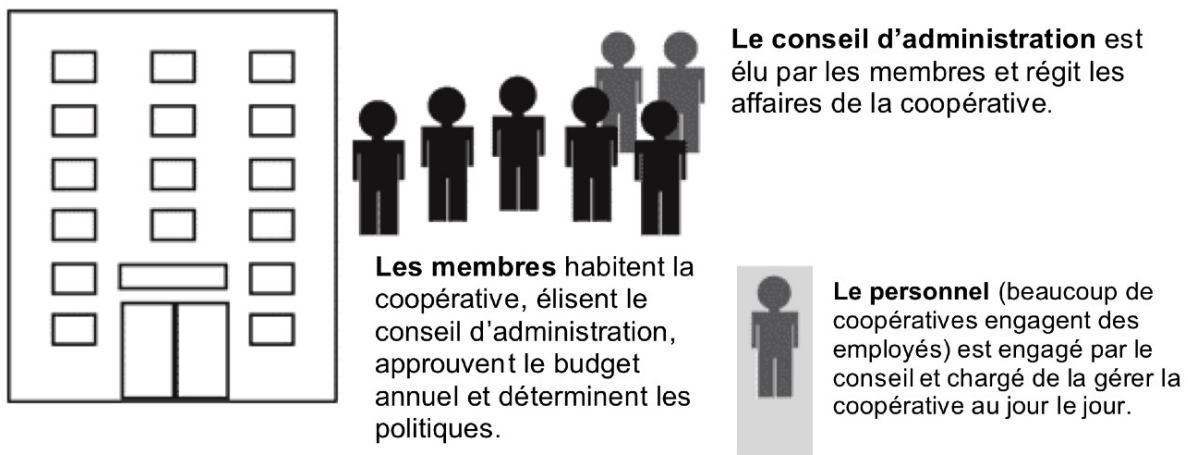 Le conseil d’administration est
élu par les membres et régit les
affaires de la coopérative.
Les membres habitent la
coopérative, élisent le
conseil d’administration,
approuvent le budget
annuel et déterminent les
politiques.
Le personnel (beaucoup de
coopératives engagent des
employés) est engagé par le
conseil et chargé de la gérer la
coopérative au jour le jour.